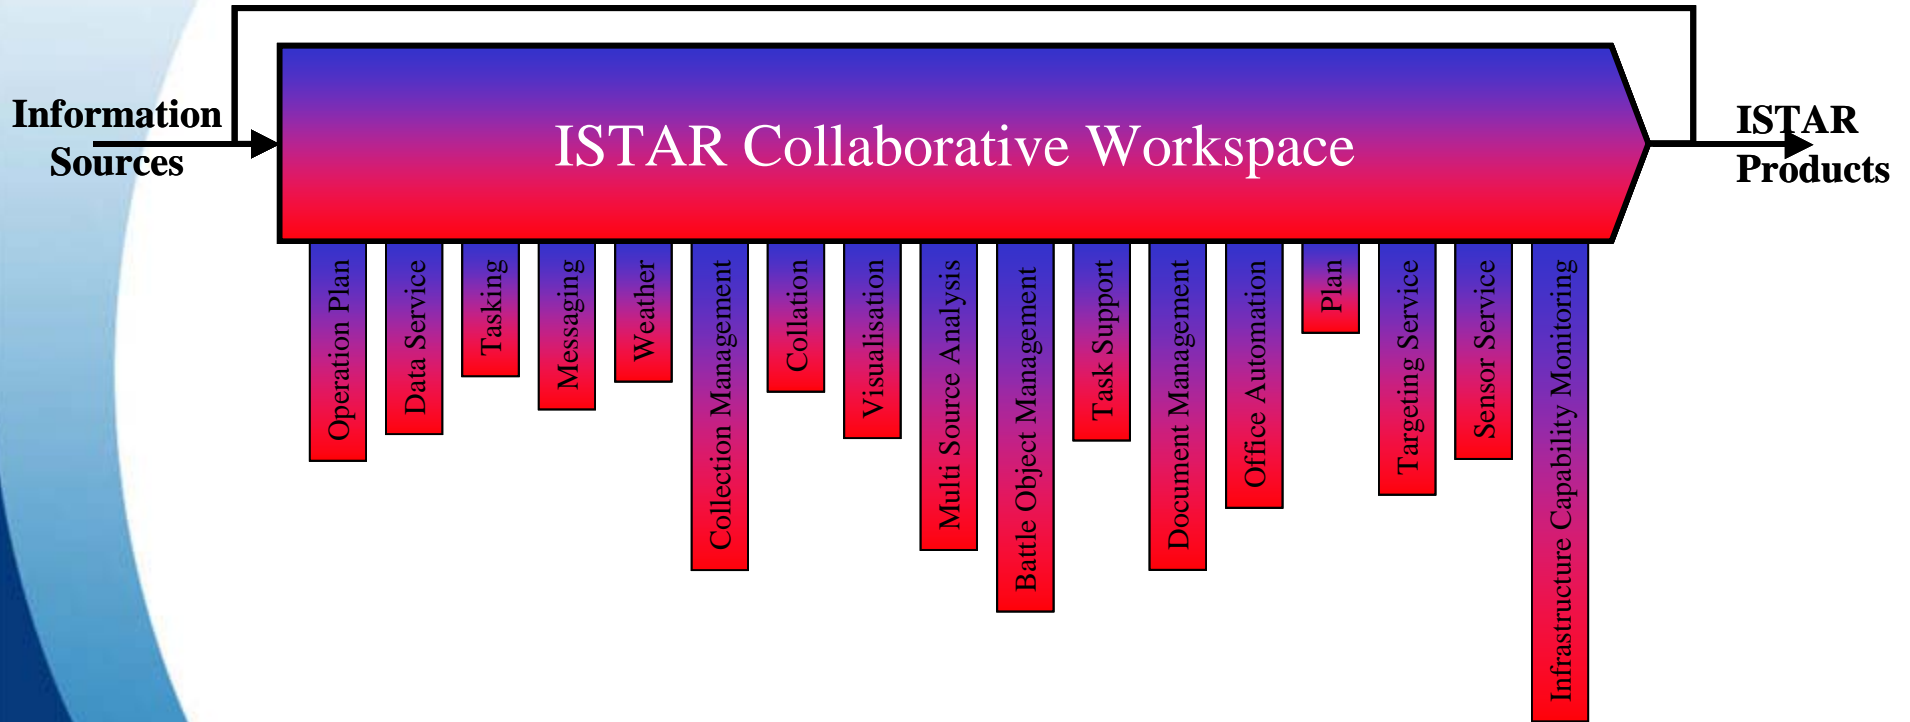 Information
Sources
ISTAR Collaborative Workspace
ISTAR
Products
Operation Plan
Data Service
Tasking
Messaging
Weather
Collection Management
Collation
Visualisation
Multi Source Analysis
Battle Object Management
Task Support
Document Management
Office Automation
Plan
Targeting Service
Sensor Service
Infrastructure Capability Monitoring